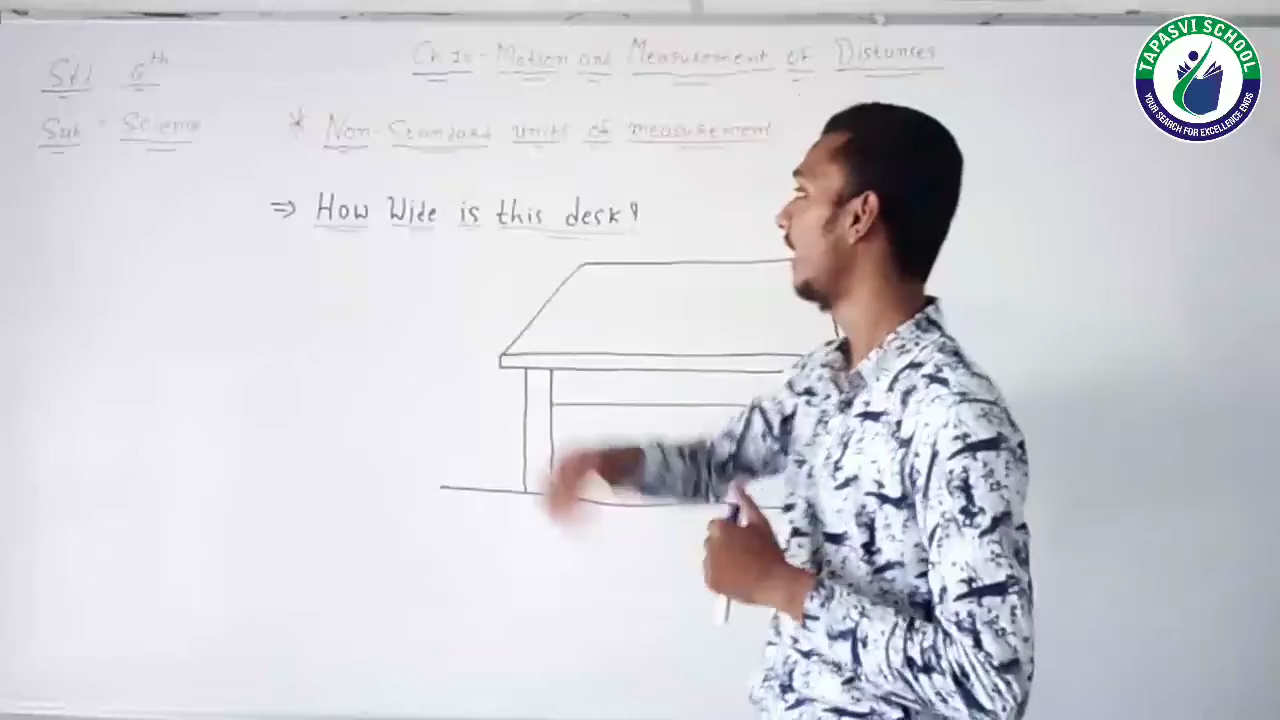 Std 6th
Sub - Science
Ch 10 - Motion and Measurement of Distances
* Non-Standard units of measurement
⇒ How Wide is this desk?
TAPASVI SCHOOL
YOUR SEARCH FOR EXCELLENCE ENDS